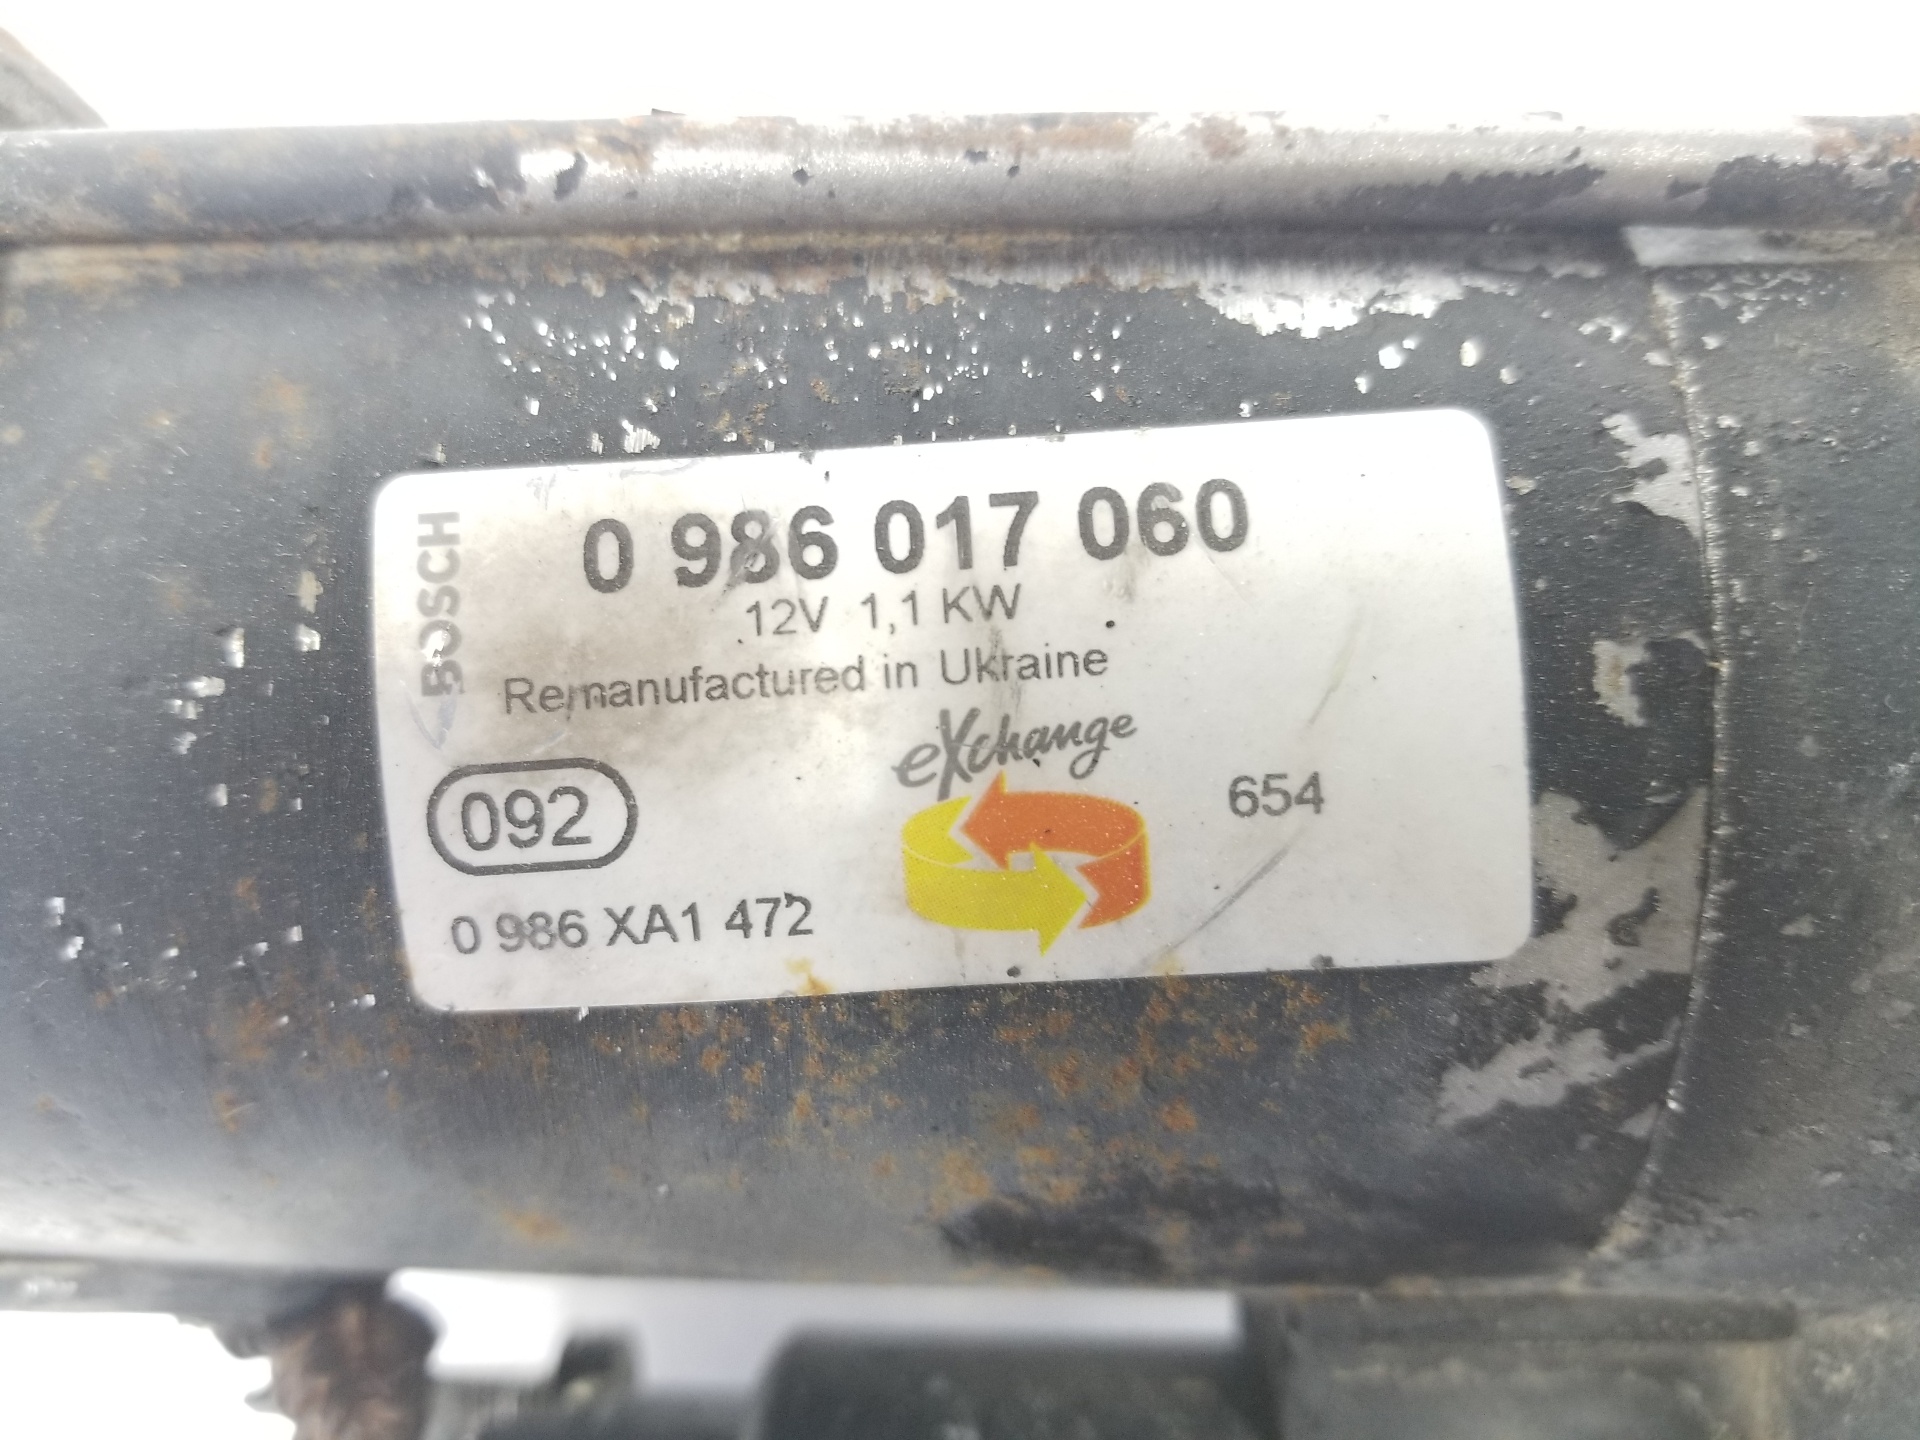 BOSCH
0 986 017 060
12V 1,1 KW
Remanufactured in Ukraine
eXchange
092
654
0 986 XA1 472